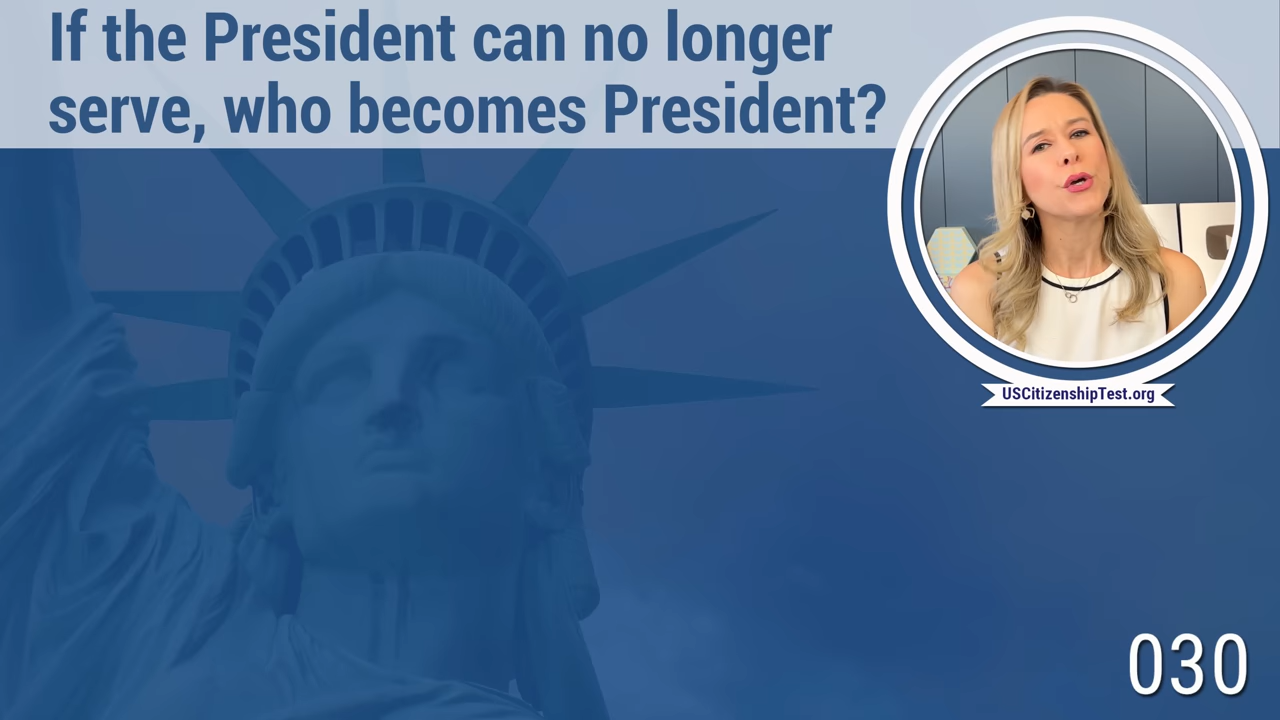 If the President can no longer
serve, who becomes President?
USCitizenshipTest.org
030